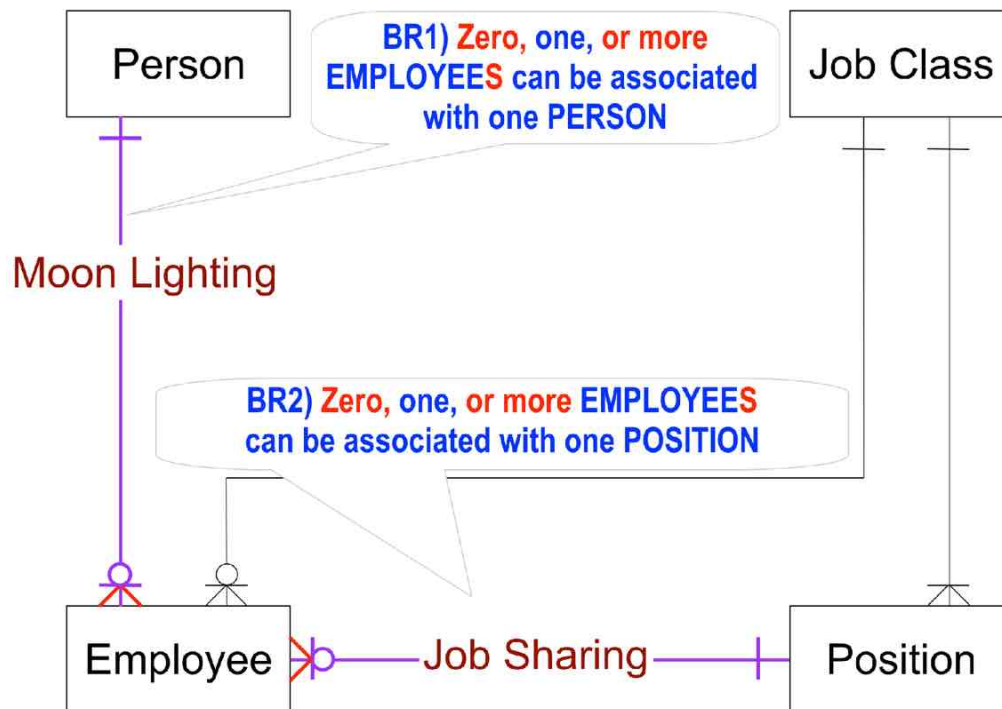 Person
BR1) Zero, one, or more
EMPLOYEES can be associated
with one PERSON
Job Class
Moon Lighting
BR2) Zero, one, or more EMPLOYEES
can be associated with one POSITION
Employee
Job Sharing
Position